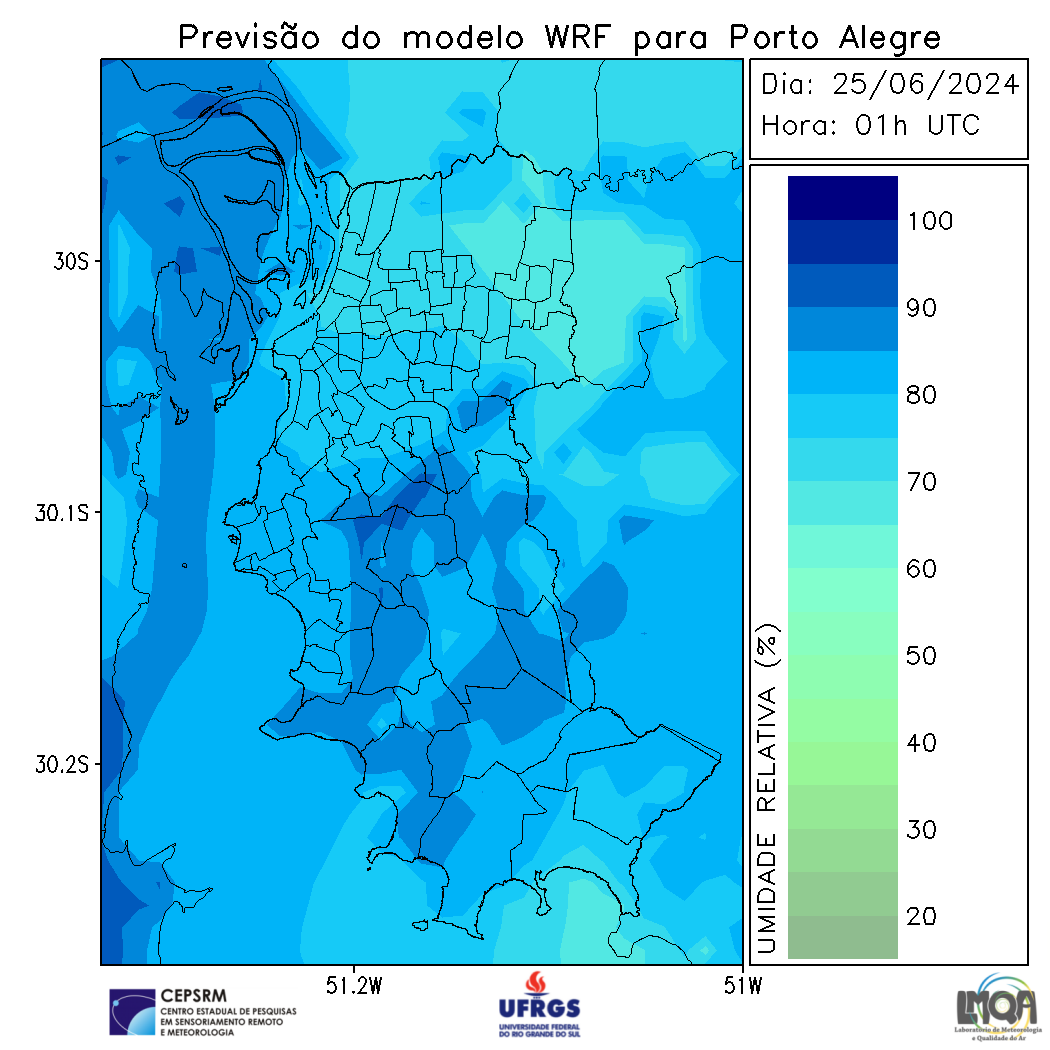 Previsão do modelo WRF para Porto Alegre
Dia: 25/06/2024
Hora: 01h UTC
30S
30.1S
30.2S
51.2W
51W
100
90
80
70
60
50
40
30
20
UMIDADE RELATIVA (%)
CEPSRM
CENTRO ESTADUAL DE PESQUISAS
EM SENSORIAMENTO REMOTO
E METEOROLOGIA
UFRGS
UNIVERSIDADE FEDERAL
DO RIO GRANDE DO SUL
LMQA
Laboratório de Meteorologia
e Qualidade do Ar